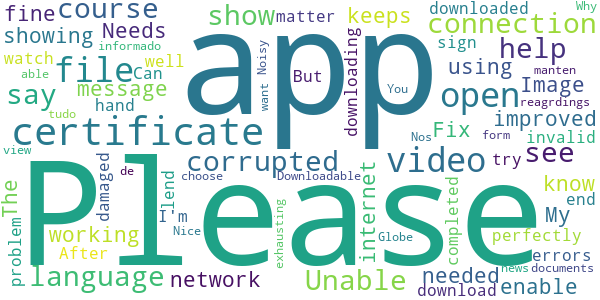 fine course
showing Needs
watch as well
informado Can
able message
say hand
tudo
certificate
view de
The
problem
Please
working damaged
After I'm lend
language
network
Nice exhausting
show matter keeps
app
But
want Noisy
downloading
corrupted
choose Downloadable
internet
Unable
Globe
video
You
Nos form
completed
needed
download
news documents
enable
errors
perfectly
My end
know
try see
Fix invalid
improved reagrdings
open sign manten
using Image
help
connection
downloaded Why
file